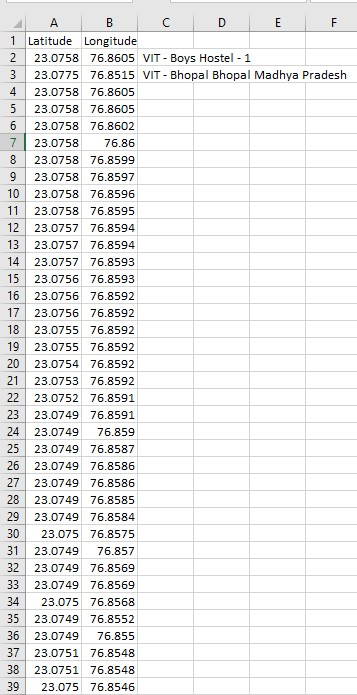 A B C D E F
1 Latitude Longitude
2 23.0758 76.8605 VIT - Boys Hostel - 1
3 23.0775 76.8515 VIT - Bhopal Bhopal Madhya Pradesh
4 23.0758 76.8605
5 23.0758 76.8605
6 23.0758 76.8602
7 23.0758 76.86
8 23.0758 76.8599
9 23.0758 76.8597
10 23.0758 76.8596
11 23.0758 76.8595
12 23.0757 76.8594
13 23.0757 76.8594
14 23.0757 76.8593
15 23.0756 76.8593
16 23.0756 76.8592
17 23.0756 76.8592
18 23.0755 76.8592
19 23.0755 76.8592
20 23.0754 76.8592
21 23.0753 76.8592
22 23.0752 76.8591
23 23.0749 76.8591
24 23.0749 76.859
25 23.0749 76.8587
26 23.0749 76.8586
27 23.0749 76.8586
28 23.0749 76.8585
29 23.0749 76.8584
30 23.075 76.8575
31 23.0749 76.857
32 23.0749 76.8569
33 23.0749 76.8569
34 23.075 76.8568
35 23.0749 76.8552
36 23.0749 76.855
37 23.0751 76.8548
38 23.0751 76.8548
39 23.075 76.8546